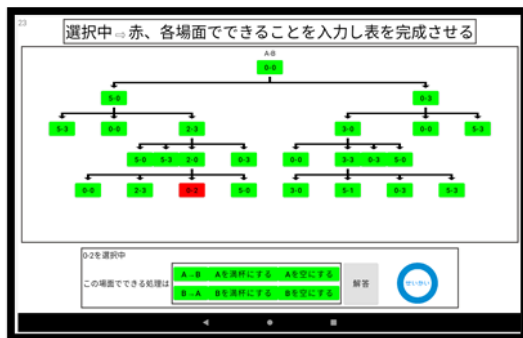 23
選択中⇨赤、各場面でできることを入力し表を完成させる
A-B
0-0
5-0 0-3
5-3 0-0 2-3 3-0 0-0 5-3
5-0 5-3 2-0 0-3 0-0 3-3 0-3 5-0
0-0 2-3 0-2 5-0 3-0 5-1 0-3 5-3
0-2を選択中
A→B Aを満杯にする Aを空にする
この場面でできる処理は 解答 せいかい
B→A Bを満杯にする Bを空にする